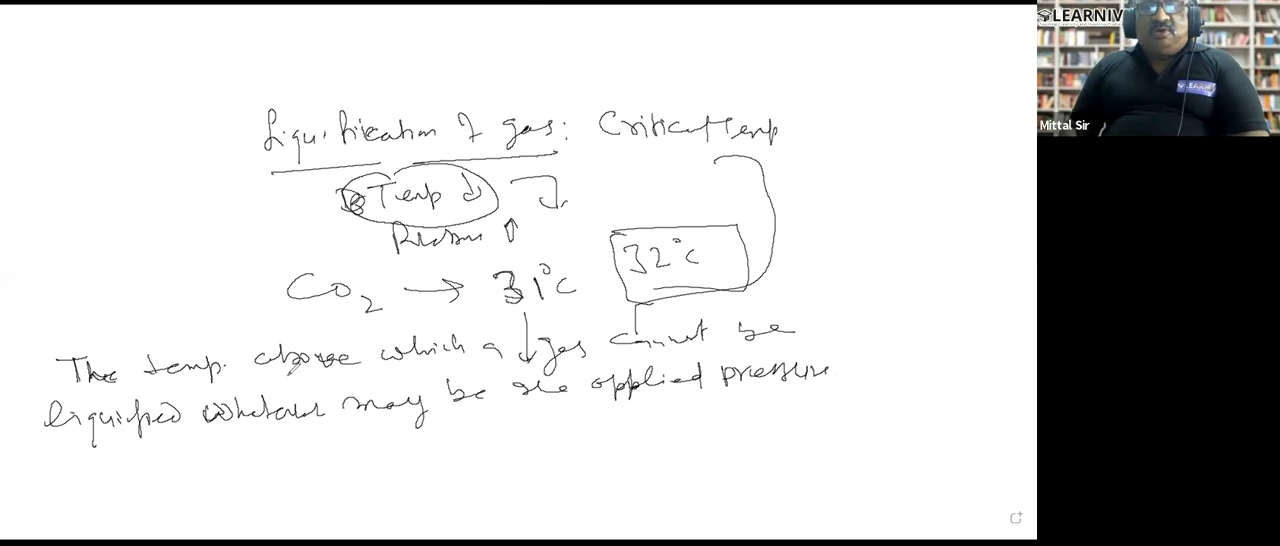 Liquification of gas: Critical Temp
Temp ↓
Pressure ↑
CO2 → 31°C
32°C
The temp. above which a gas cannot be
liquified whatever may be the applied pressure
LEARNIV
Mittal Sir